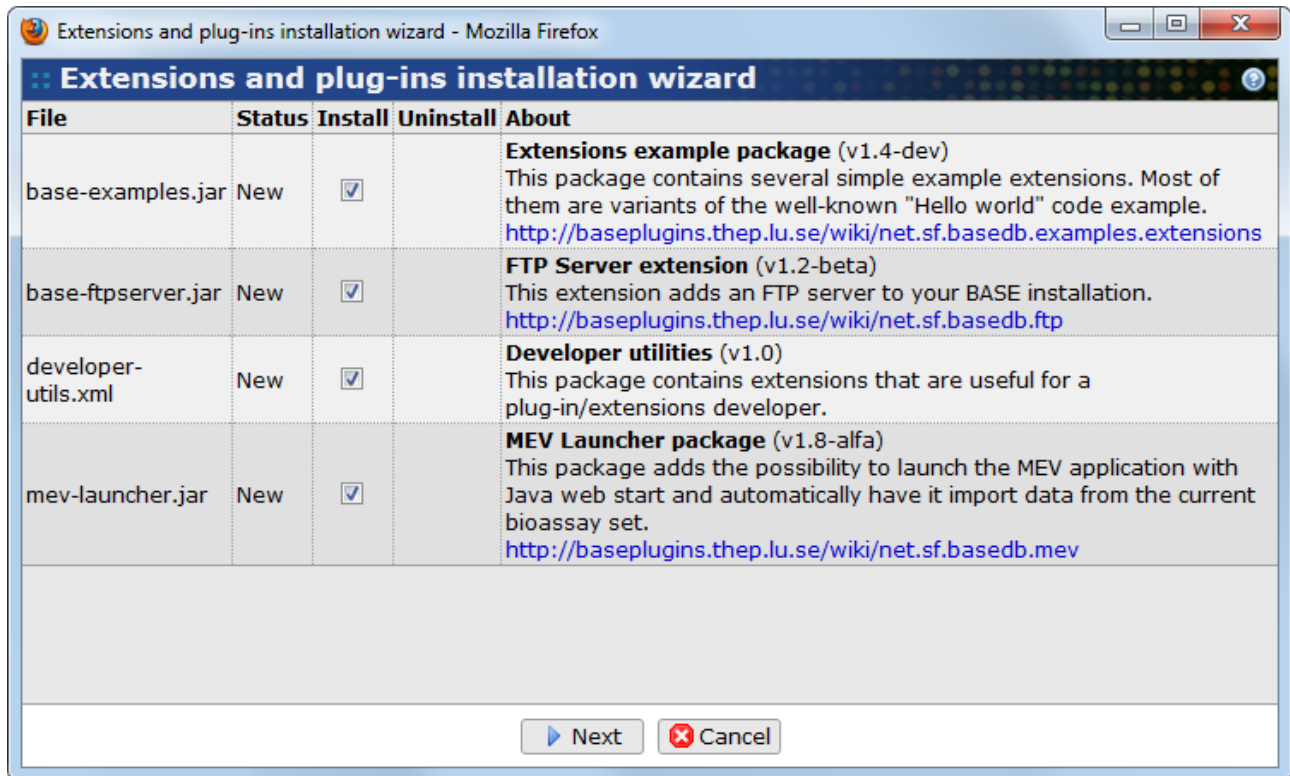 Extensions and plug-ins installation wizard - Mozilla Firefox
:: Extensions and plug-ins installation wizard
File Status Install Uninstall About
base-examples.jar New
Extensions example package (v1.4-dev)
This package contains several simple example extensions. Most of
them are variants of the well-known "Hello world" code example.
http://baseplugins.thep.lu.se/wiki/net.sf.basedb.examples.extensions
base-ftpserver.jar New
FTP Server extension (v1.2-beta)
This extension adds an FTP server to your BASE installation.
http://baseplugins.thep.lu.se/wiki/net.sf.basedb.ftp
developer-
utils.xml
New
Developer utilities (v1.0)
This package contains extensions that are useful for a
plug-in/extensions developer.
mev-launcher.jar New
MEV Launcher package (v1.8-alfa)
This package adds the possibility to launch the MEV application with
Java web start and automatically have it import data from the current
bioassay set.
http://baseplugins.thep.lu.se/wiki/net.sf.basedb.mev
Next Cancel